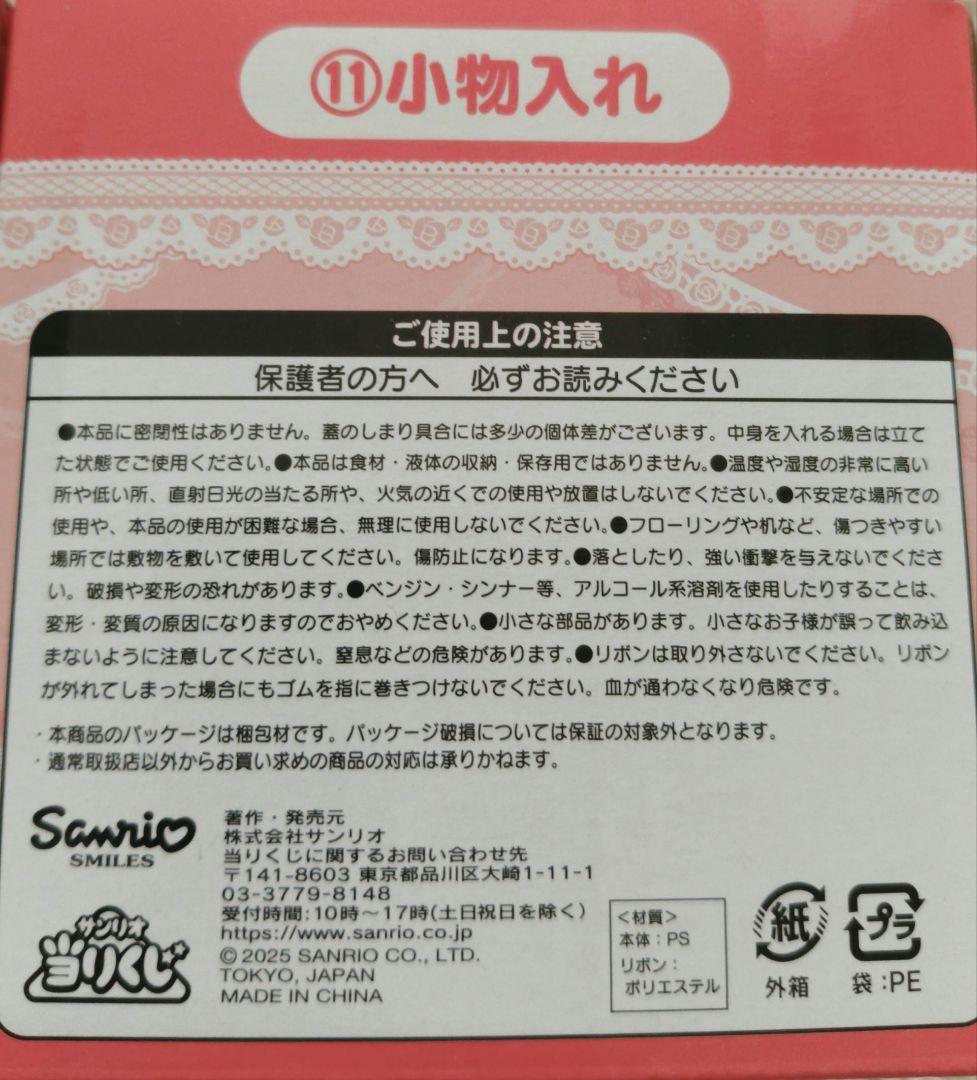 ⑪小物入れ
ご使用上の注意
保護者の方へ　必ずお読みください
●本品に密閉性はありません。蓋のしまり具合には多少の個体差がございます。中身を入れる場合は立て
た状態でご使用ください。●本品は食材・液体の収納・保存用ではありません。●温度や湿度の非常に高い
所や低い所、直射日光の当たる所や、火気の近くでの使用や放置はしないでください。●不安定な場所での
使用や、本品の使用が困難な場合、無理に使用しないでください。●フローリングや机など、傷つきやすい
場所では敷物を敷いて使用してください。傷防止になります。●落としたり、強い衝撃を与えないでくださ
い。破損や変形の恐れがあります。●ベンジン・シンナー等、アルコール系溶剤を使用したりすることは、
変形・変質の原因になりますのでおやめください。●小さな部品があります。小さなお子様が誤って飲み込
まないように注意してください。窒息などの危険があります。●リボンは取り外さないでください。リボン
が外れてしまった場合にもゴムを指に巻きつけないでください。血が通わなくなり危険です。
・本商品のパッケージは梱包材です。パッケージ破損については保証の対象外となります。
・通常取扱店以外からお買い求めの商品の対応は承りかねます。
Sanrio
SMILES
サンリオ
当りくじ
著作・発売元
株式会社サンリオ
当りくじに関するお問い合わせ先
〒141-8603 東京都品川区大崎1-11-1
03-3779-8148
受付時間:10時～17時(土日祝日を除く)
https://www.sanrio.co.jp
© 2025 SANRIO CO., LTD.
TOKYO, JAPAN
MADE IN CHINA
<材質>
本体：PS
リボン：
ポリエステル
紙
外箱
プラ
袋:PE